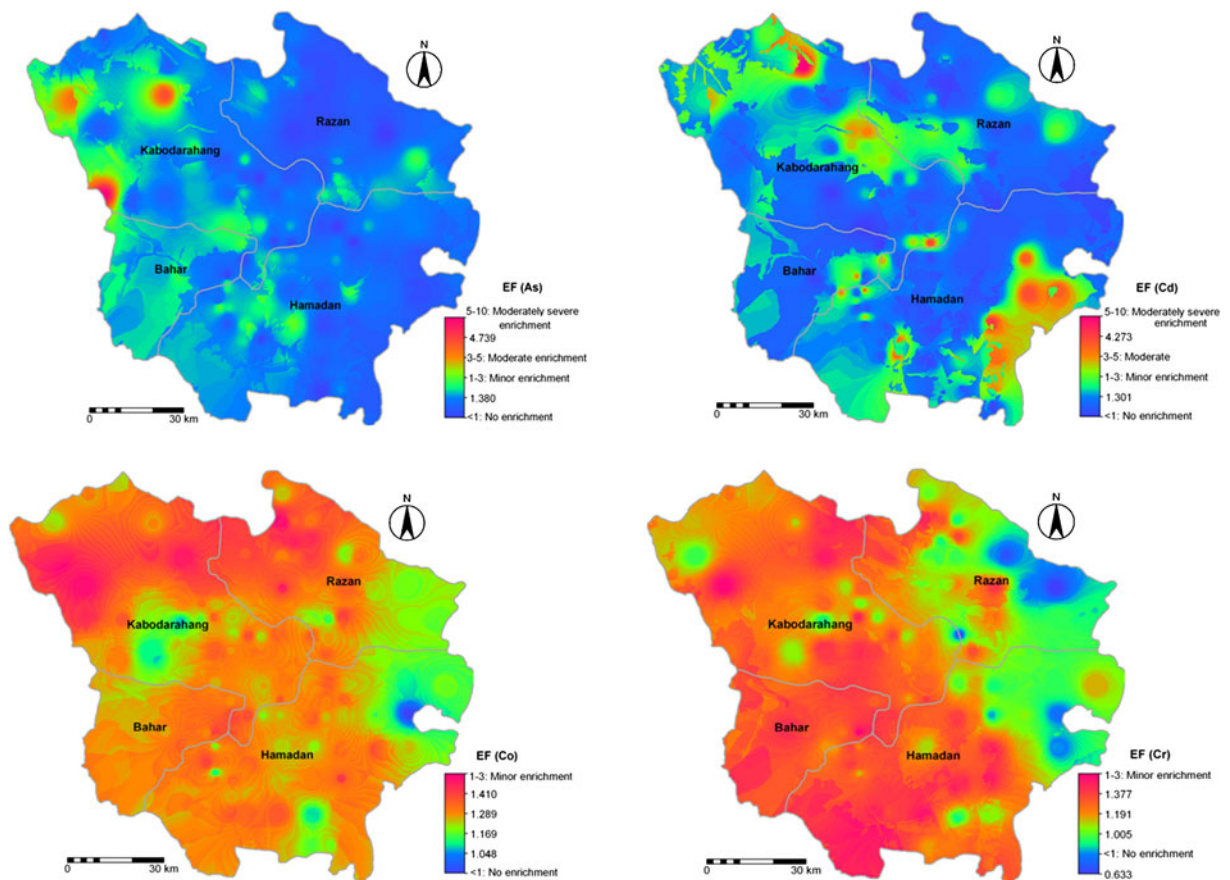 N
Razan
Kabodarahang
Bahar
Hamadan
EF (As)
5-10: Moderately severe
enrichment
4.739
3-5: Moderate enrichment
1-3: Minor enrichment
1.380
<1: No enrichment
0
30 km
N
Razan
Kabodarahang
Bahar
Hamadan
EF (Cd)
5-10: Moderately severe
enrichment
4.273
3-5: Moderate
1-3: Minor enrichment
1.301
<1: No enrichment
0
30 km
N
Razan
Kabodarahang
Bahar
Hamadan
EF (Co)
1-3: Minor enrichment
1.410
1.289
1.169
1.048
<1: No enrichment
0
30 km
N
Razan
Kabodarahang
Bahar
Hamadan
EF (Cr)
1-3: Minor enrichment
1.377
1.191
1.005
<1: No enrichment
0.633
0
30 km